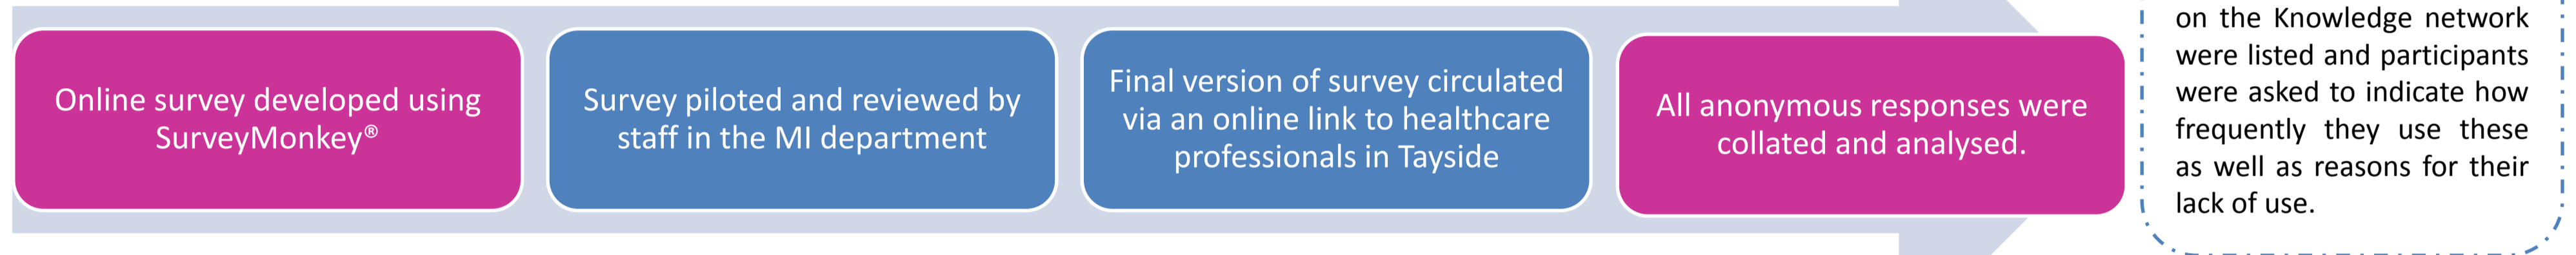 Online survey developed using
SurveyMonkey®
Survey piloted and reviewed by
staff in the MI department
Final version of survey circulated
via an online link to healthcare
professionals in Tayside
All anonymous responses were
collated and analysed.
on the Knowledge network
were listed and participants
were asked to indicate how
frequently they use these
as well as reasons for their
lack of use.